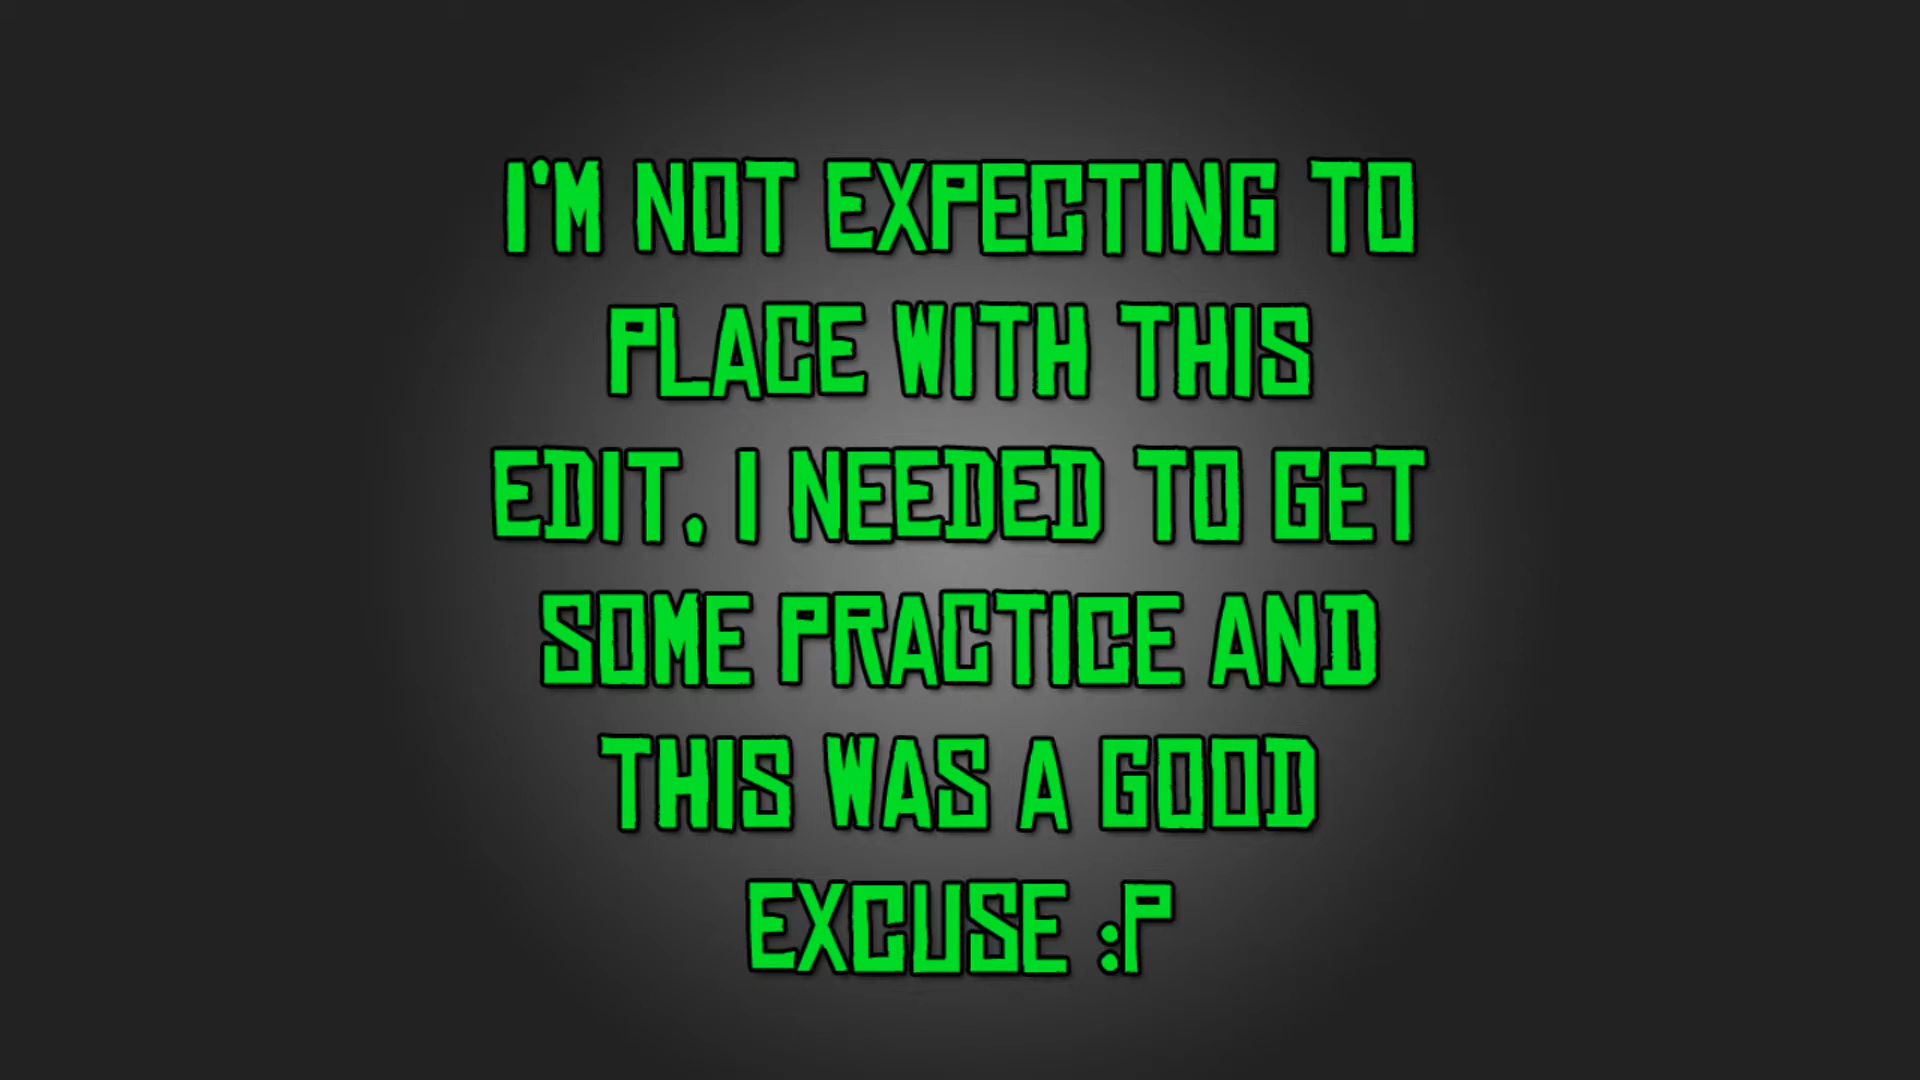 I'M NOT EXPECTING TO
PLACE WITH THIS
EDIT. I NEEDED TO GET
SOME PRACTICE AND
THIS WAS A GOOD
EXCUSE :P